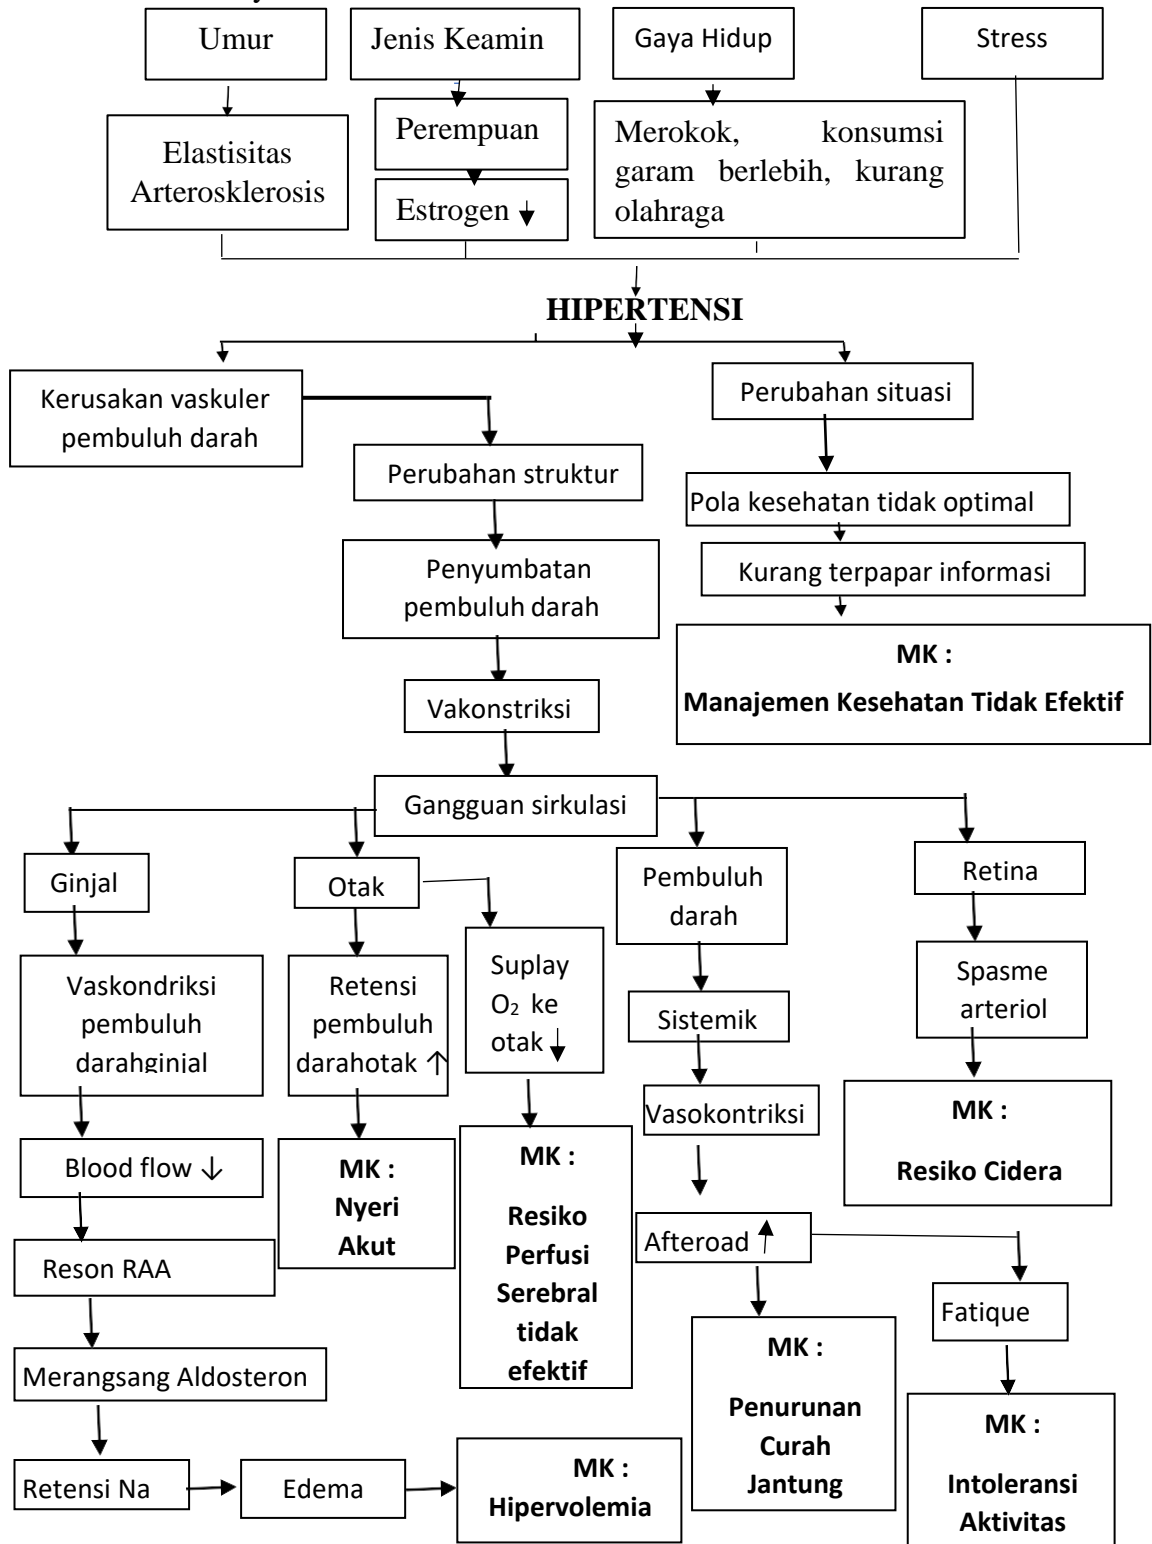 Umur
Jenis Keamin
Gaya Hidup
Stress
Elastisitas
Arterosklerosis
Perempuan
Estrogen ↓
Merokok, konsumsi
garam berlebih, kurang
olahraga
HIPERTENSI
Kerusakan vaskuler
pembuluh darah
Perubahan situasi
Perubahan struktur
Pola kesehatan tidak optimal
Penyumbatan
pembuluh darah
Kurang terpapar informasi
MK :
Manajemen Kesehatan Tidak Efektif
Vakonstriksi
Gangguan sirkulasi
Ginjal
Otak
Pembuluh
darah
Retina
Vaskondriksi
pembuluh
darahginjal
Retensi
pembuluh
darahotak ↑
Suplay
O₂ ke
otak ↓
Sistemik
Spasme
arteriol
Vasokontriksi
MK :
Resiko Cidera
Blood flow ↓
MK :
Nyeri
Akut
MK :
Resiko
Perfusi
Serebral
tidak
efektif
Afteroad ↑
Reson RAA
Fatique
Merangsang Aldosteron
MK :
Penurunan
Curah
Jantung
MK :
Intoleransi
Aktivitas
Retensi Na
Edema
MK :
Hipervolemia